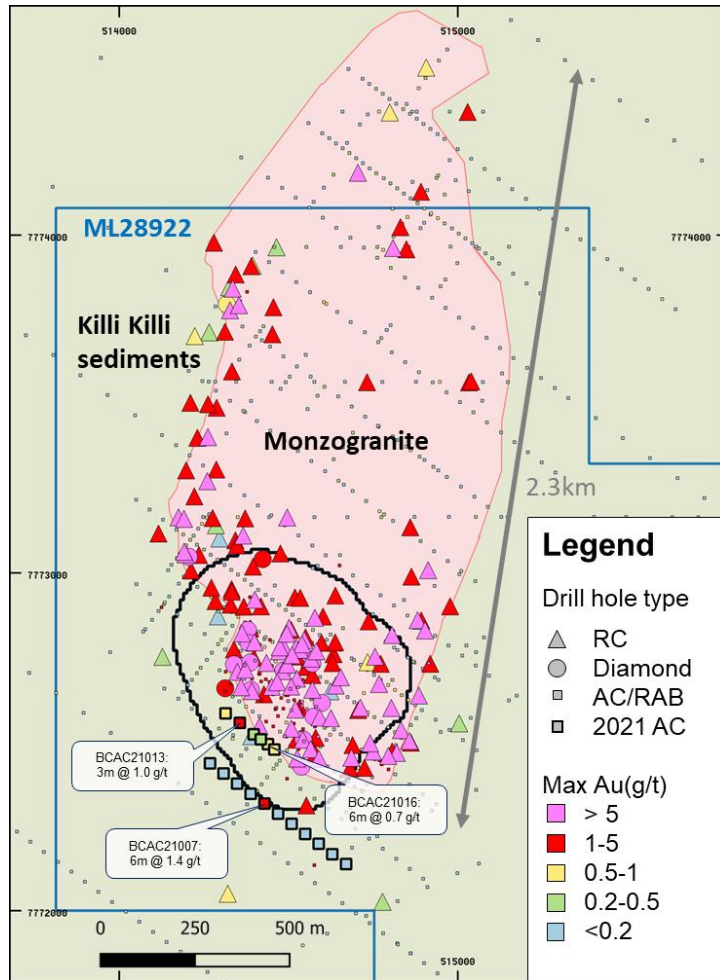 514000
515000
7774000
7774000
ML28922
Killi Killi
sediments
Monzogranite
2.3km
7773000
BCAC21013:
3m @ 1.0 g/t
BCAC21016:
6m @ 0.7 g/t
BCAC21007:
6m @ 1.4 g/t
7772000
0
250
500 m.
515000
Legend
Drill hole type
RC
Diamond
AC/RAB
2021 AC
Max Au(g/t)
> 5
1-5
0.5-1
0.2-0.5
<0.2